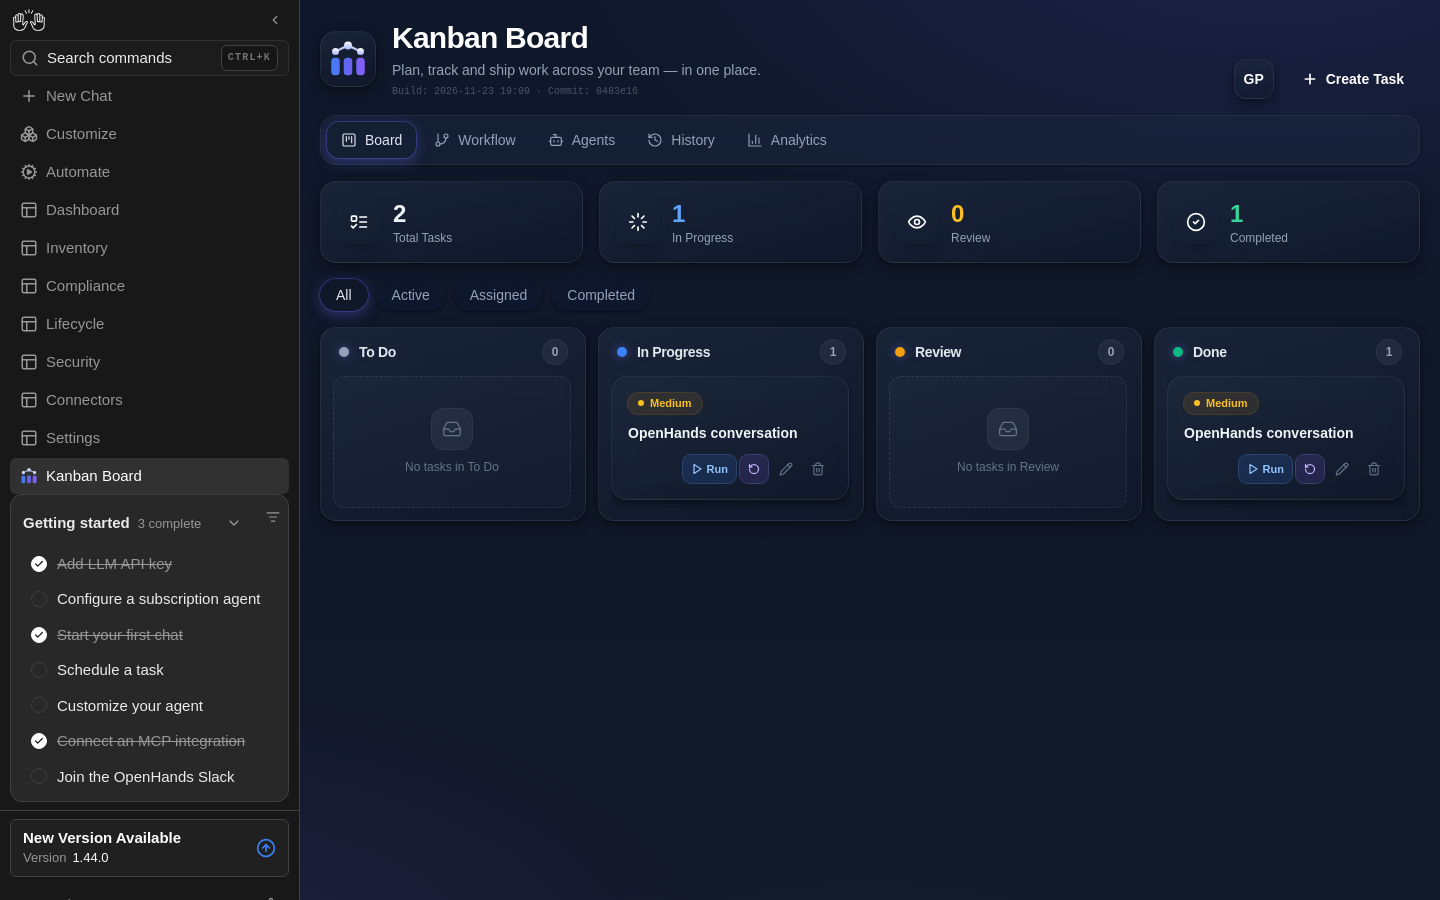 Search commands CTRL+K
New Chat
Customize
Automate
Dashboard
Inventory
Compliance
Lifecycle
Security
Connectors
Settings
Kanban Board
Getting started 3 complete
Add LLM API key
Configure a subscription agent
Start your first chat
Schedule a task
Customize your agent
Connect an MCP integration
Join the OpenHands Slack
New Version Available
Version 1.44.0
Kanban Board
Plan, track and ship work across your team — in one place.
Build: 2026-11-23 19:09 · Commit: 0483e16
GP
Create Task
Board Workflow Agents History Analytics
2
Total Tasks
1
In Progress
0
Review
1
Completed
All Active Assigned Completed
To Do 0
No tasks in To Do
In Progress 1
Medium
OpenHands conversation
Run
Review 0
No tasks in Review
Done 1
Medium
OpenHands conversation
Run